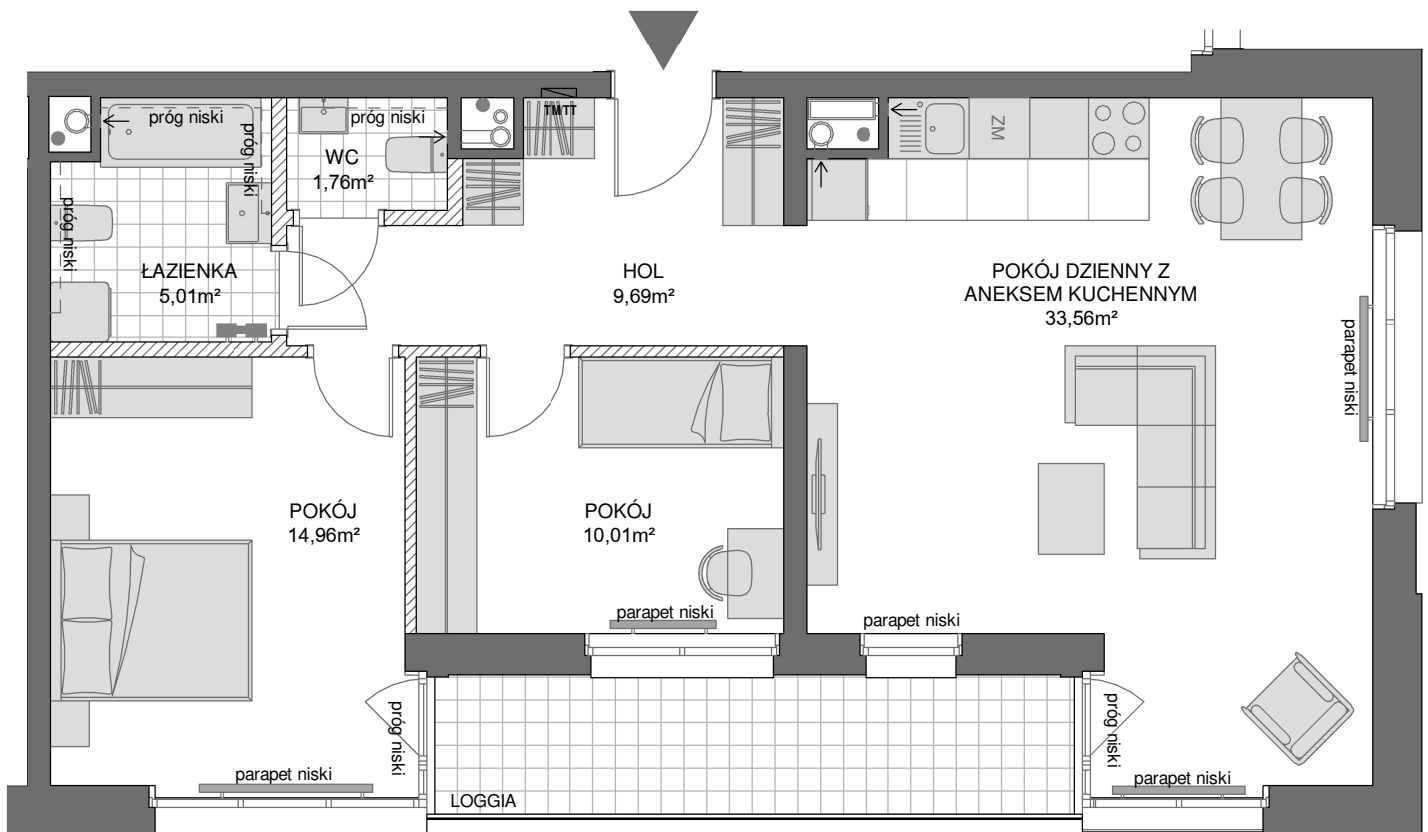 TM/TT
próg niski
próg niski
próg niski
próg niski
WC
1,76m²
ZM
ŁAZIENKA
5,01m²
HOL
9,69m²
POKÓJ DZIENNY Z
ANEKSEM KUCHENNYM
33,56m²
parapet niski
POKÓJ
14,96m²
POKÓJ
10,01m²
parapet niski
parapet niski
próg niski
próg niski
parapet niski
parapet niski
LOGGIA